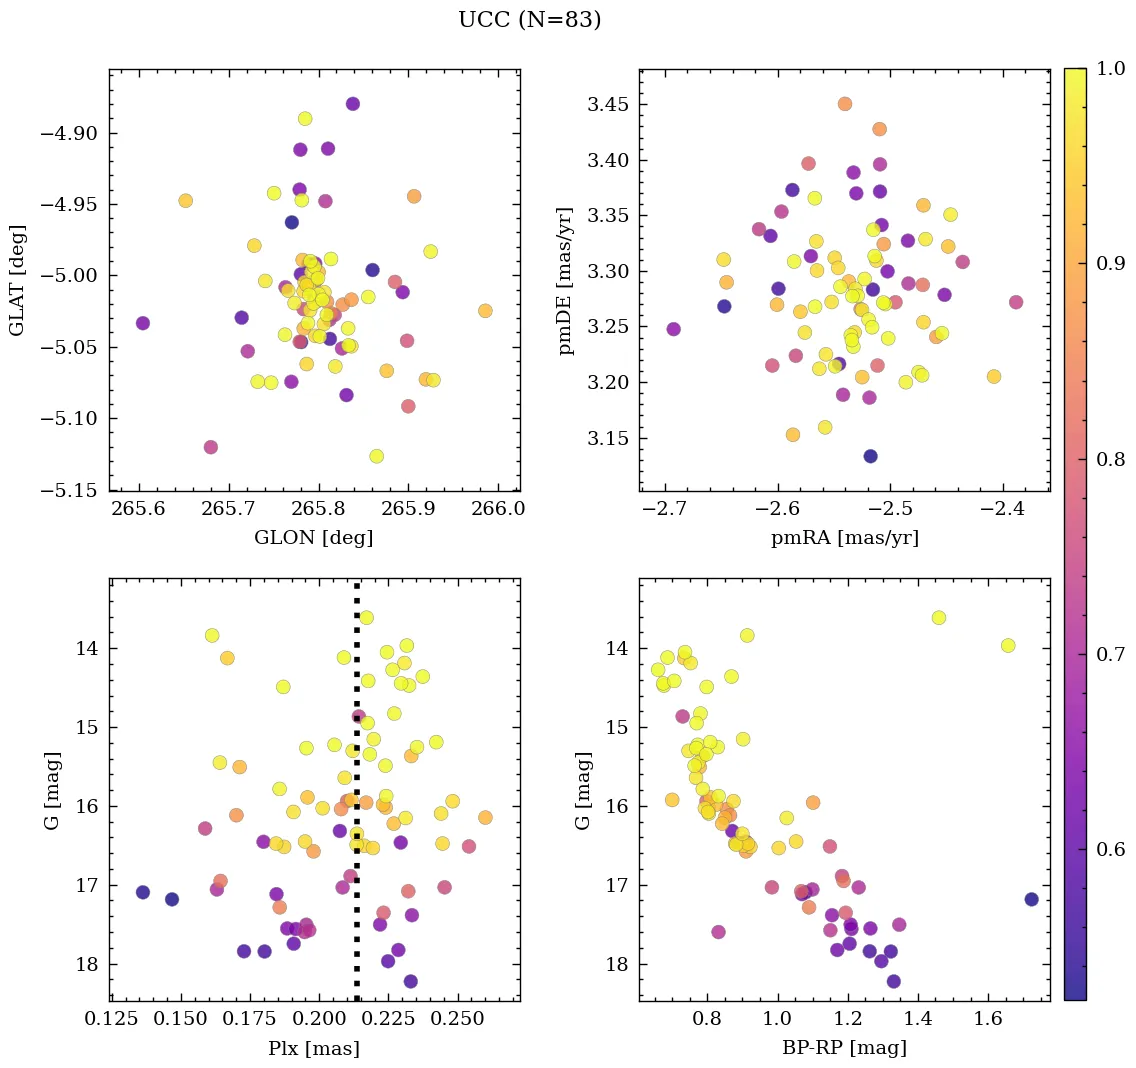 UCC (N=83)
−4.90
−4.95
−5.00
−5.05
−5.10
−5.15
GLAT [deg]
265.6 265.7 265.8 265.9 266.0
GLON [deg]
3.45
3.40
3.35
3.30
3.25
3.20
3.15
pmDE [mas/yr]
−2.7 −2.6 −2.5 −2.4
pmRA [mas/yr]
14
15
16
17
18
G [mag]
0.125 0.150 0.175 0.200 0.225 0.250
Plx [mas]
14
15
16
17
18
G [mag]
0.8 1.0 1.2 1.4 1.6
BP-RP [mag]
1.0
0.9
0.8
0.7
0.6